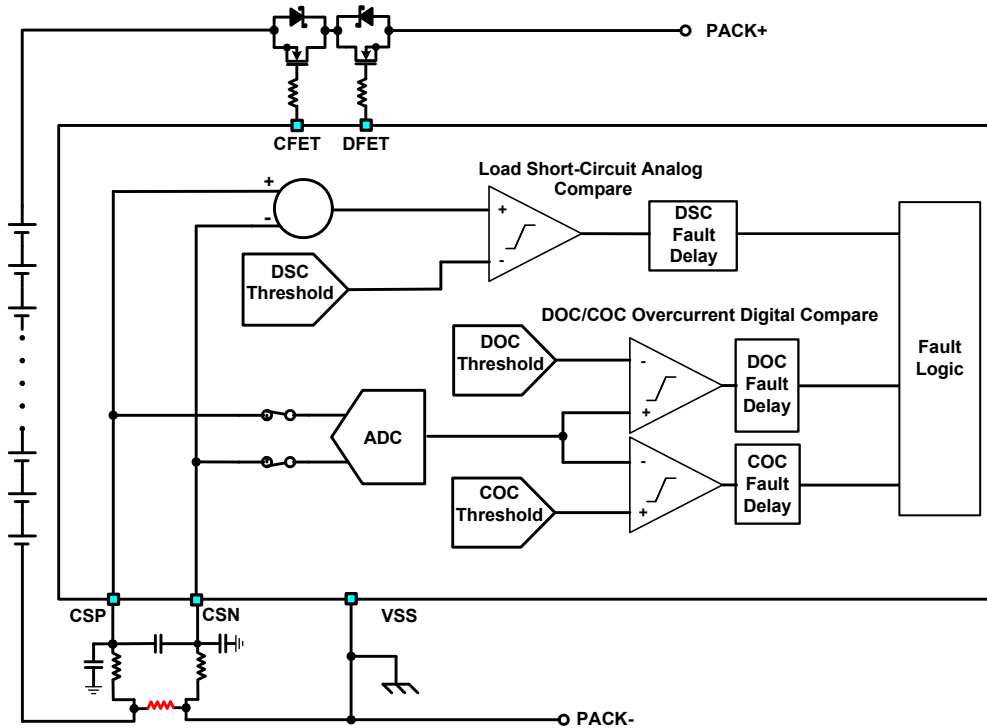 PACK+
CFET
DFET
Load Short-Circuit Analog
Compare
+
-
+
-
DSC
Threshold
DSC
Fault
Delay
DOC/COC Overcurrent Digital Compare
DOC
Threshold
-
+
DOC
Fault
Delay
Fault
Logic
ADC
COC
Threshold
-
+
COC
Fault
Delay
CSP
CSN
VSS
PACK-